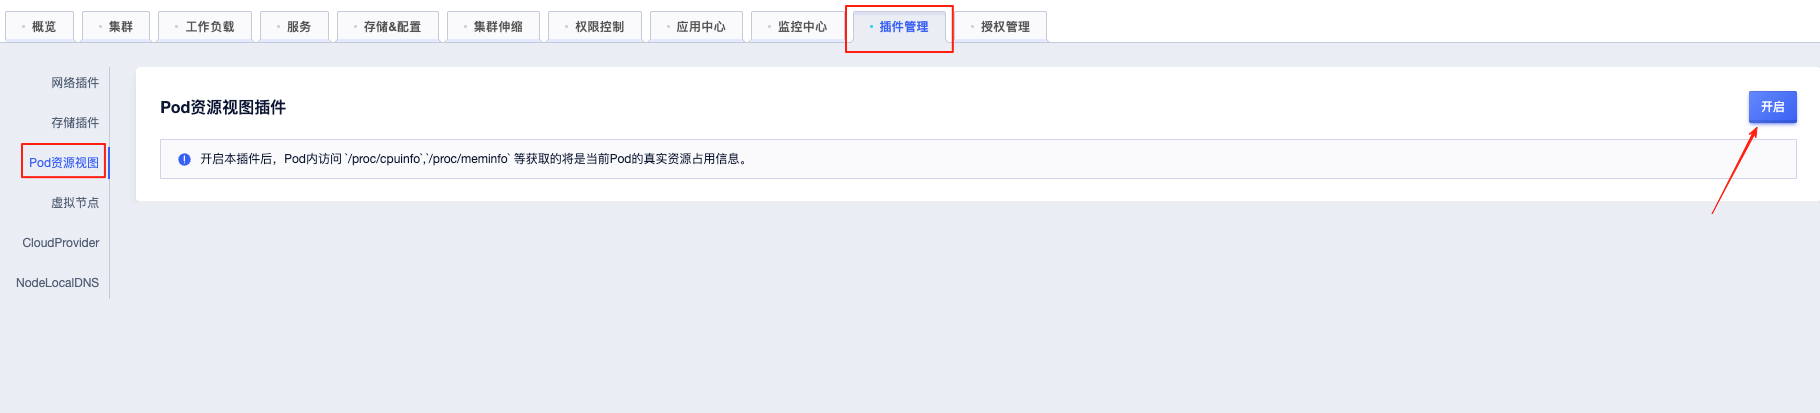 概览
集群
工作负载
服务
存储&配置
集群伸缩
权限控制
应用中心
监控中心
插件管理
授权管理
网络插件
存储插件
Pod资源视图
虚拟节点
CloudProvider
NodeLocalDNS
Pod资源视图插件
开启
开启本插件后，Pod内访问 `/proc/cpuinfo`,`/proc/meminfo` 等获取的将是当前Pod的真实资源占用信息。